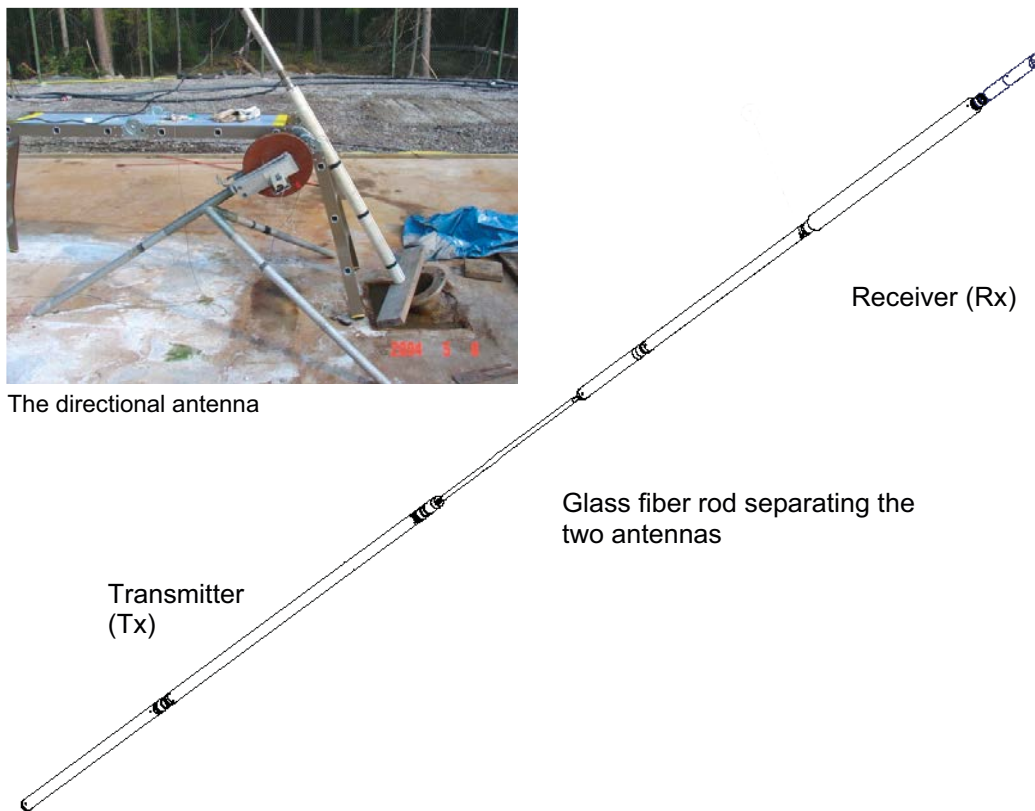 2004 5 6
The directional antenna
Receiver (Rx)
Glass fiber rod separating the
two antennas
Transmitter
(Tx)